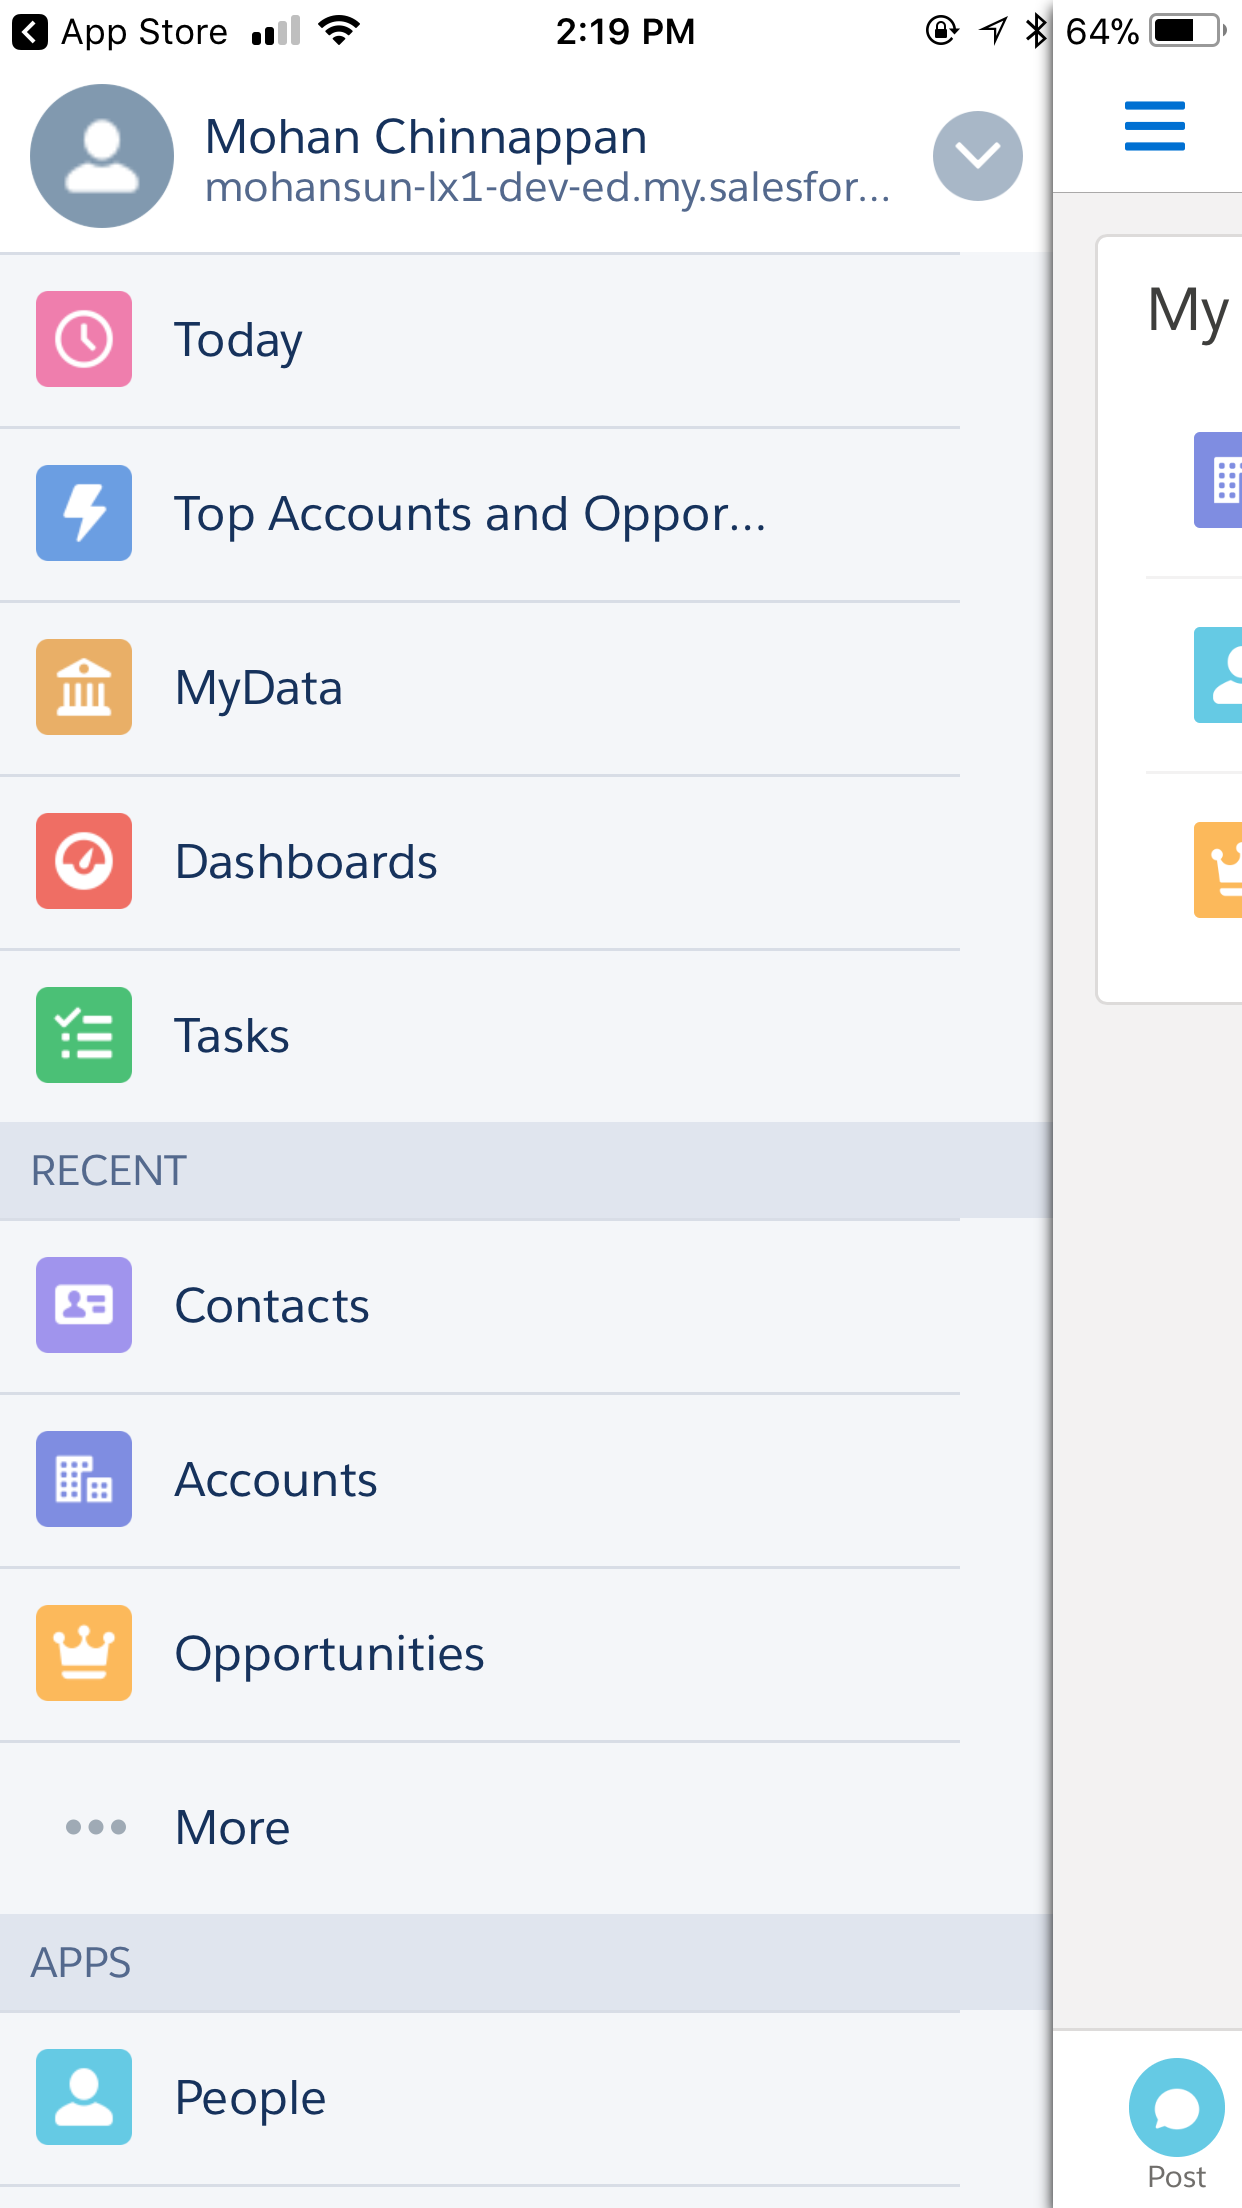 App Store
2:19 PM
64%
Mohan Chinnappan
mohansun-lx1-dev-ed.my.salesfor...
My
Today
Top Accounts and Oppor...
MyData
Dashboards
Tasks
RECENT
Contacts
Accounts
Opportunities
More
APPS
People
Post